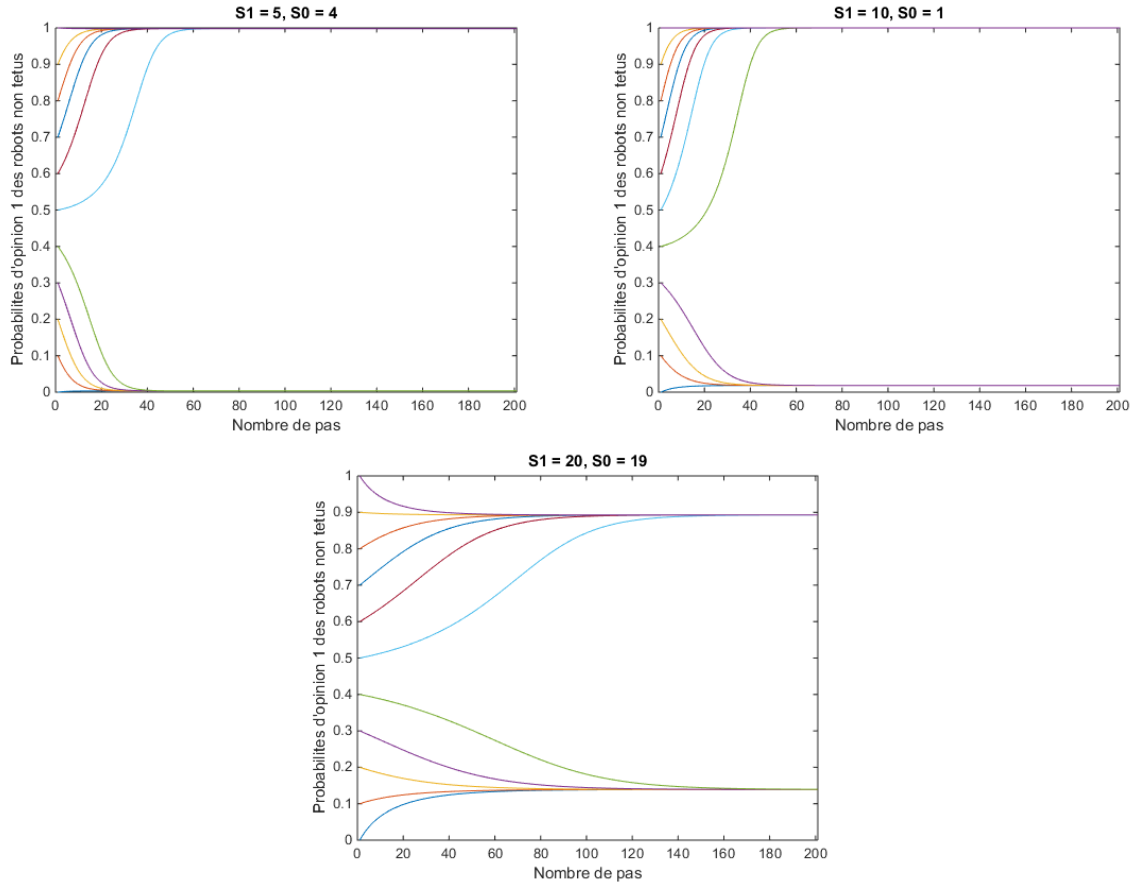 S1 = 5, S0 = 4
Probabilites d'opinion 1 des robots non tetus
1
0.9
0.8
0.7
0.6
0.5
0.4
0.3
0.2
0.1
0
0 20 40 60 80 100 120 140 160 180 200
Nombre de pas
S1 = 10, S0 = 1
Probabilites d'opinion 1 des robots non tetus
1
0.9
0.8
0.7
0.6
0.5
0.4
0.3
0.2
0.1
0
0 20 40 60 80 100 120 140 160 180 200
Nombre de pas
S1 = 20, S0 = 19
Probabilites d'opinion 1 des robots non tetus
1
0.9
0.8
0.7
0.6
0.5
0.4
0.3
0.2
0.1
0
0 20 40 60 80 100 120 140 160 180 200
Nombre de pas